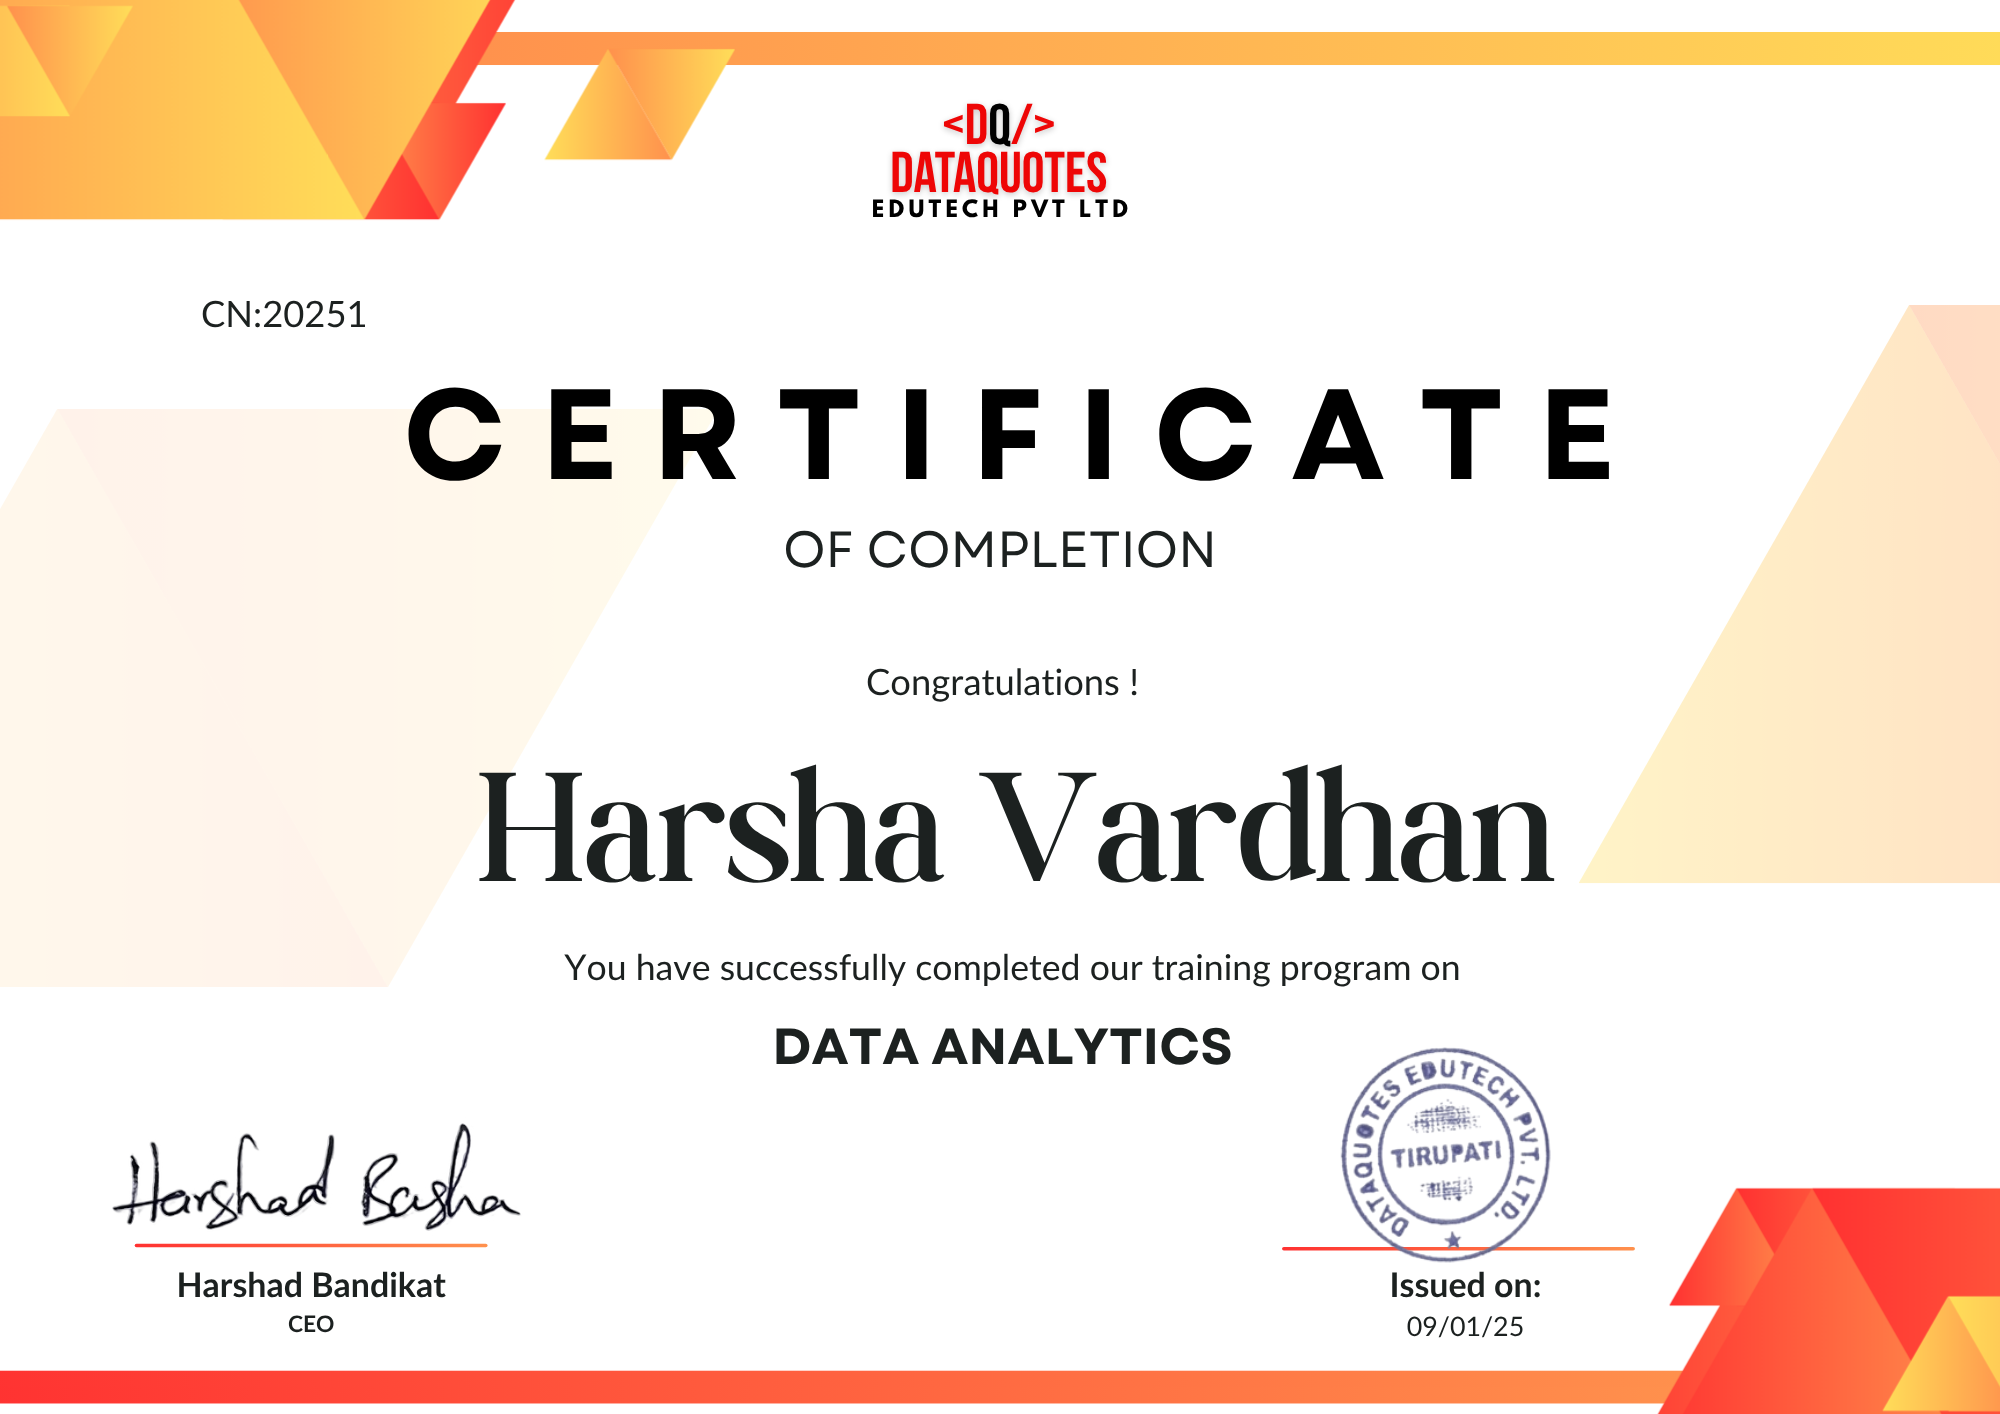 <DQ/>
DATAQUOTES
EDUTECH PVT LTD
CN:20251
CERTIFICATE
OF COMPLETION
Congratulations !
Harsha Vardhan
You have successfully completed our training program on
DATA ANALYTICS
DATAQUOTES EDUTECH PVT. LTD.
TIRUPATI
Harshad Basha
Harshad Bandikat
CEO
Issued on:
09/01/25